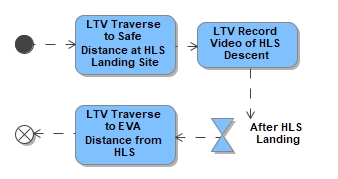 LTV Traverse
to Safe
Distance at HLS
Landing Site
LTV Record
Video of HLS
Descent
After HLS
Landing
LTV Traverse
to EVA
Distance from
HLS